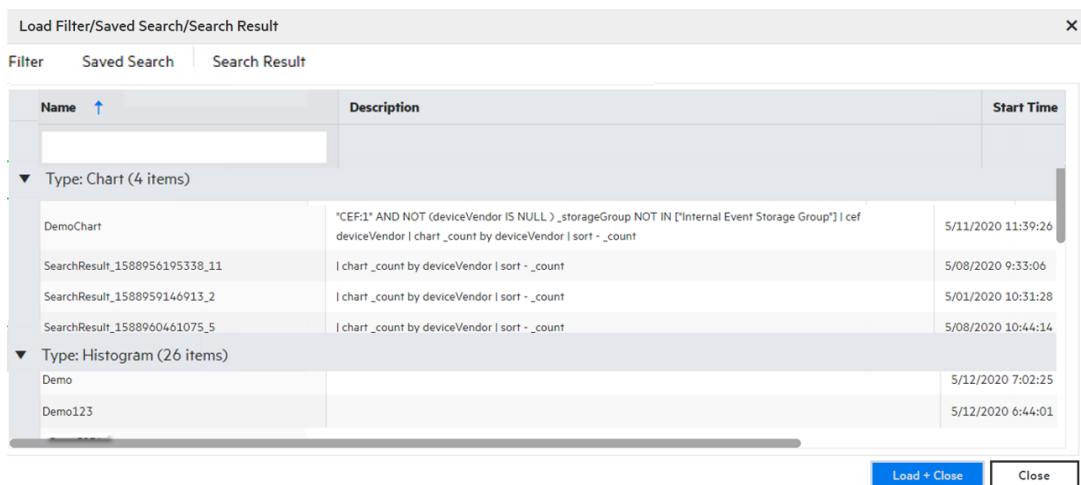 Load Filter/Saved Search/Search Result
Filter Saved Search Search Result
Name Description Start Time
Type: Chart (4 items)
DemoChart "CEF:1" AND NOT (deviceVendor IS NULL ) _storageGroup NOT IN ["Internal Event Storage Group"] | cef 5/11/2020 11:39:26
deviceVendor | chart _count by deviceVendor | sort - _count
SearchResult_1588956195338_11 | chart _count by deviceVendor | sort - _count 5/08/2020 9:33:06
SearchResult_1588959146913_2 | chart _count by deviceVendor | sort - _count 5/01/2020 10:31:28
SearchResult_1588960461075_5 | chart _count by deviceVendor | sort - _count 5/08/2020 10:44:14
Type: Histogram (26 items)
Demo 5/12/2020 7:02:25
Demo123 5/12/2020 6:44:01
Load + Close Close